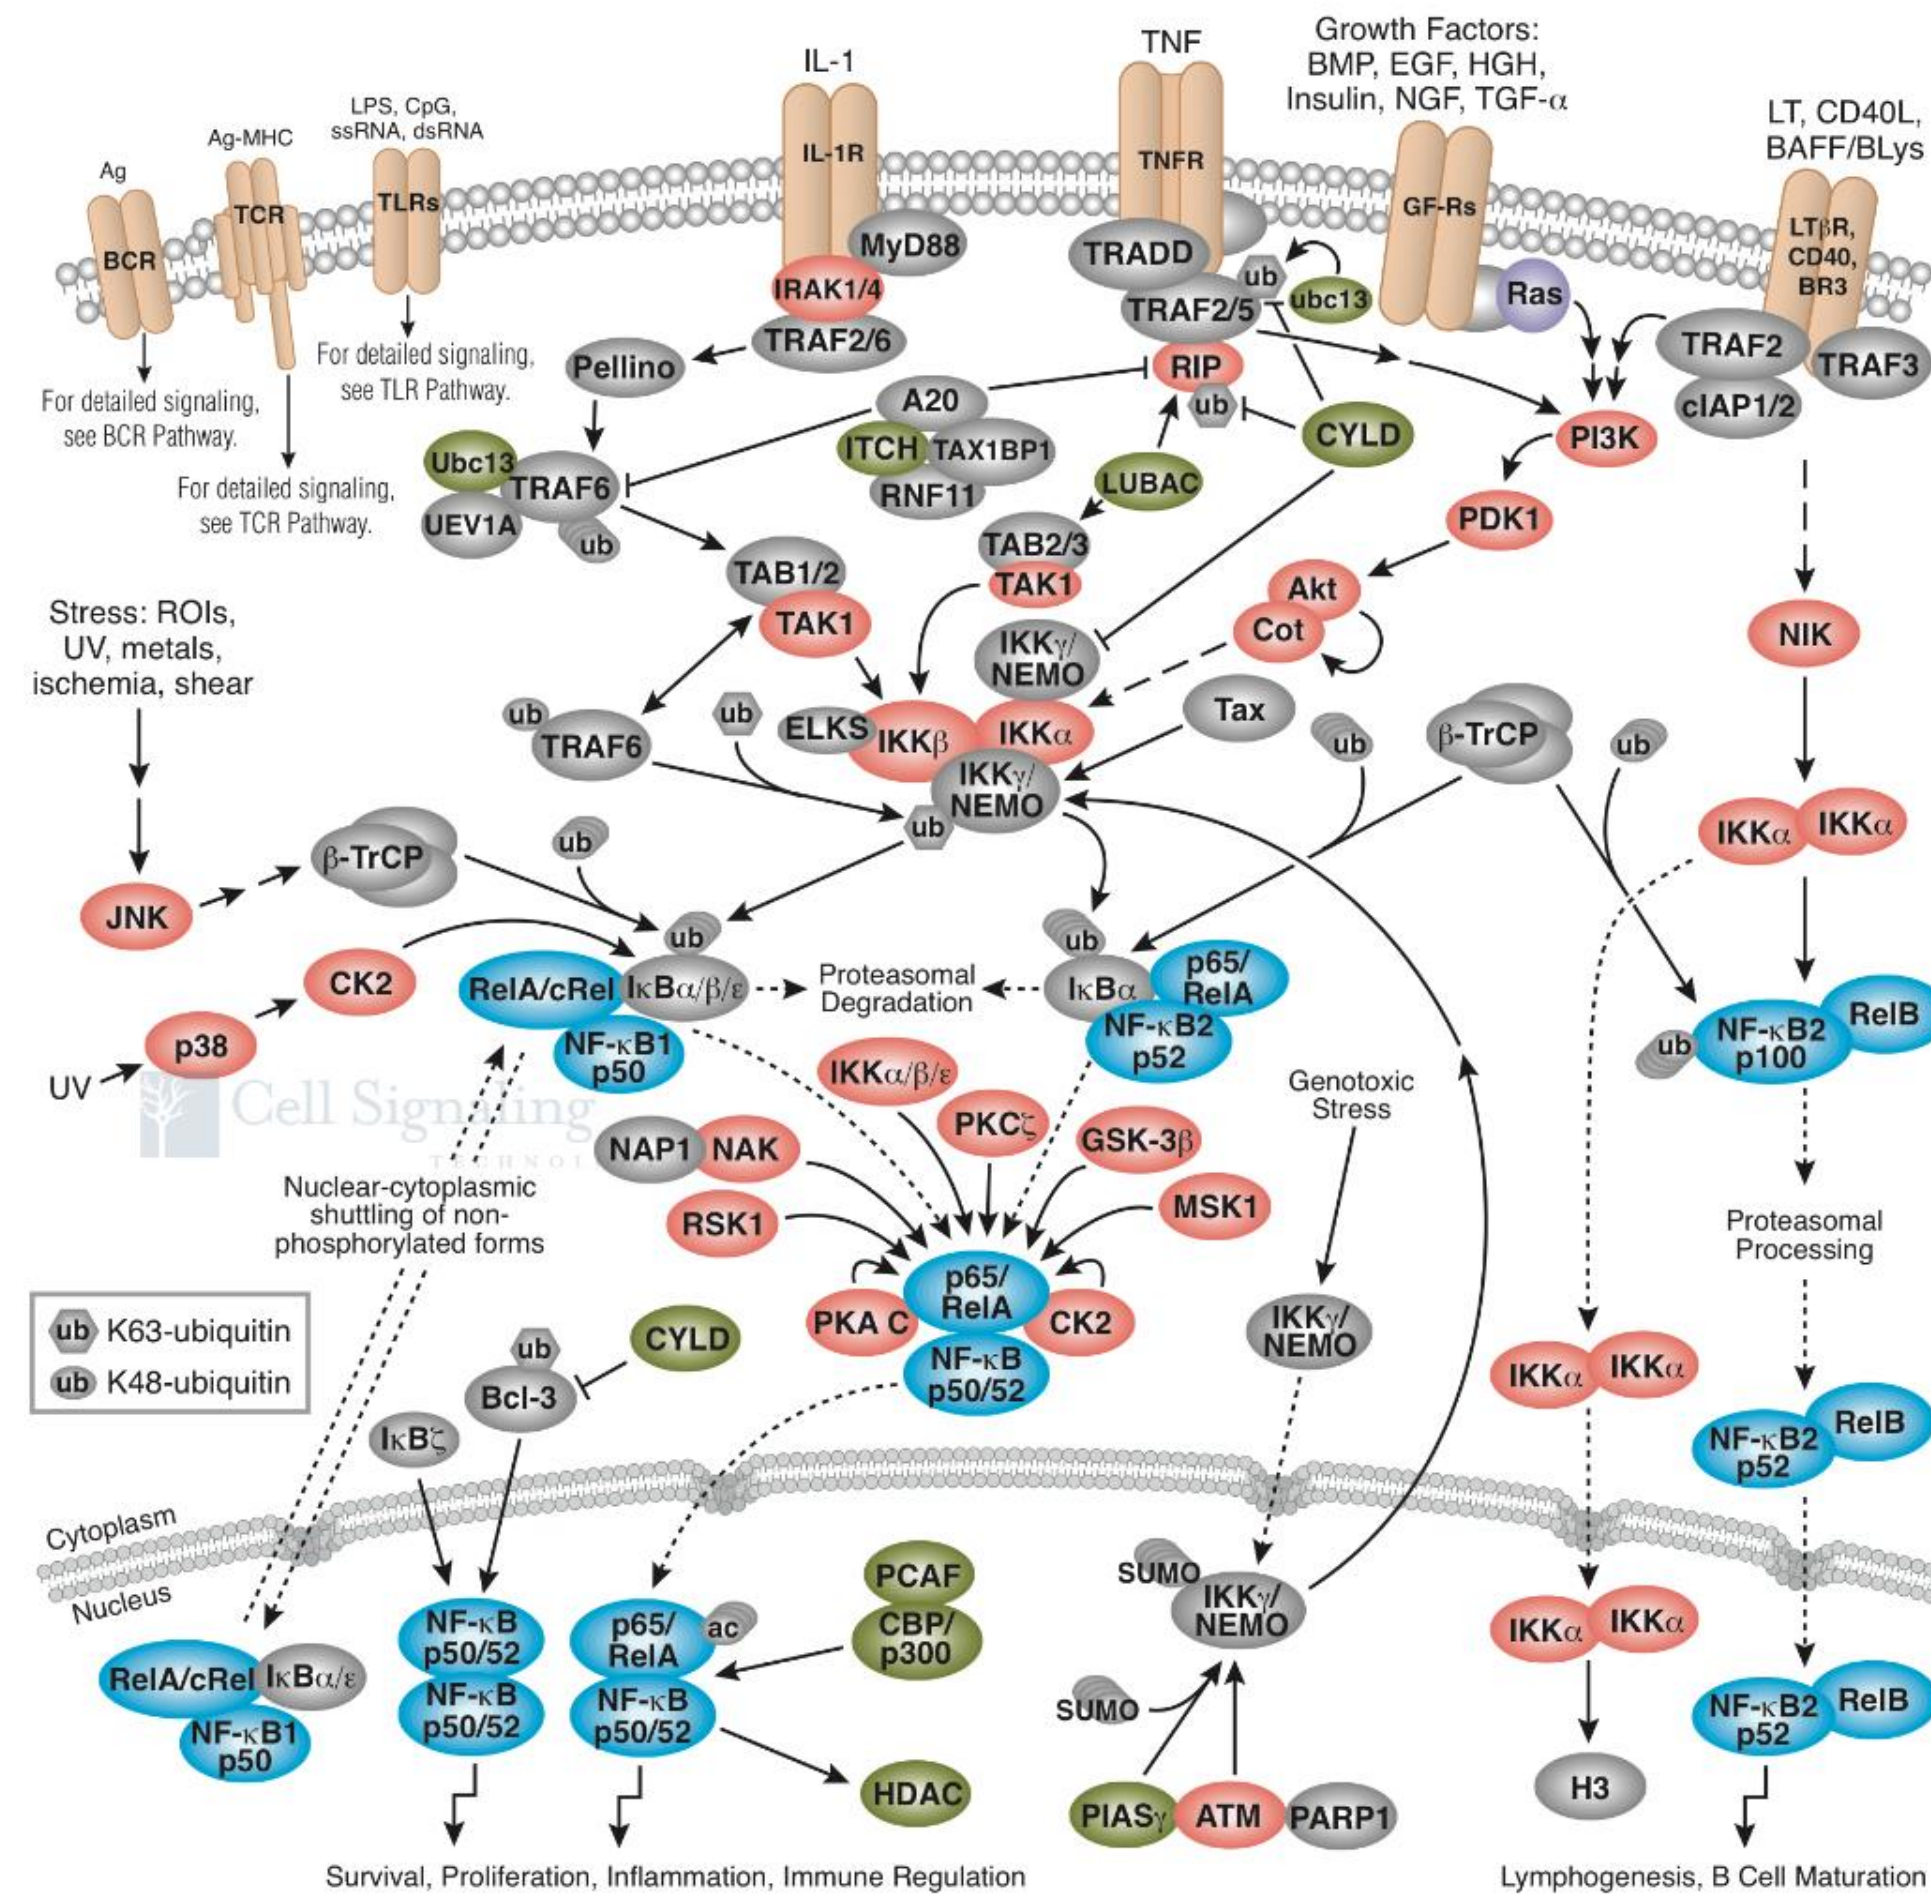 TNF
Growth Factors:
BMP, EGF, HGH,
Insulin, NGF, TGF-α
IL-1
LPS, CpG,
ssRNA, dsRNA
Ag-MHC
Ag
LT, CD40L,
BAFF/BLys
BCR
TCR
TLRs
IL-1R
TNFR
GF-Rs
LTβR,
CD40,
BR3
MyD88
IRAK1/4
TRAF2/6
Pellino
TRADD
ub
ubc13
TRAF2/5
RIP
ub
Ras
TRAF2
TRAF3
cIAP1/2
For detailed signaling,
see BCR Pathway.
For detailed signaling,
see TCR Pathway.
For detailed signaling,
see TLR Pathway.
A20
ITCH
TAX1BP1
RNF11
CYLD
PI3K
Ubc13
TRAF6
UEV1A
ub
LUBAC
PDK1
TAB1/2
TAK1
TAB2/3
TAK1
Akt
Cot
NIK
Stress: ROIs,
UV, metals,
ischemia, shear
IKKγ/
NEMO
ub
TRAF6
ub
ELKS
IKKβ
IKKα
IKKγ/
NEMO
ub
Tax
ub
β-TrCP
ub
IKKα
IKKα
JNK
β-TrCP
ub
ub
CK2
RelA/cRel
IκBα/β/ε
NF-κB1
p50
Proteasomal
Degradation
ub
IκBα
p65/
RelA
NF-κB2
p52
RelB
NF-κB2
p100
ub
p38
UV
Cell Signaling
TECHNOL
IKKα/β/ε
PKCζ
GSK-3β
MSK1
NAP1
NAK
RSK1
Genotoxic
Stress
Nuclear-cytoplasmic
shuttling of non-
phosphorylated forms
Proteasomal
Processing
PKA C
p65/
RelA
CK2
NF-κB
p50/52
IKKγ/
NEMO
IKKα
IKKα
ub K63-ubiquitin
ub K48-ubiquitin
CYLD
ub
Bcl-3
IκBζ
RelB
NF-κB2
p52
Cytoplasm
Nucleus
RelA/cRel
IκBα/ε
NF-κB1
p50
NF-κB
p50/52
NF-κB
p50/52
p65/
RelA
ac
NF-κB
p50/52
PCAF
CBP/
p300
HDAC
SUMO
IKKγ/
NEMO
SUMO
PIASγ
ATM
PARP1
IKKα
IKKα
H3
RelB
NF-κB2
p52
Survival, Proliferation, Inflammation, Immune Regulation
Lymphogenesis, B Cell Maturation